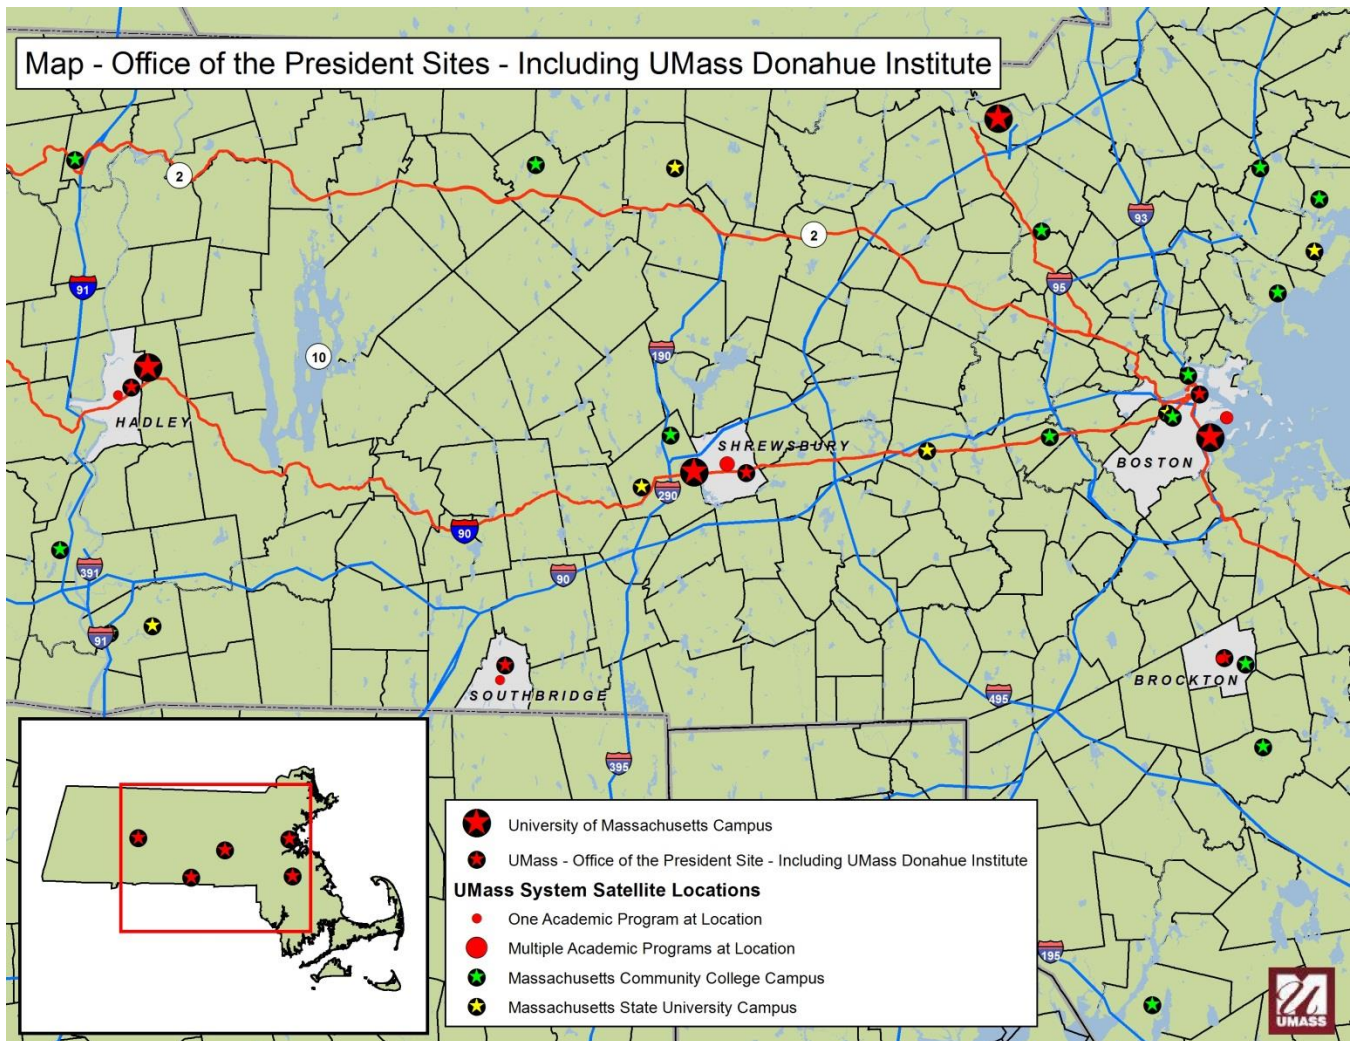 Map - Office of the President Sites - Including UMass Donahue Institute
2
93
2
95
91
10
190
HADLEY
SHREWSBURY
BOSTON
290
90
391
90
91
SOUTHBRIDGE
BROCKTON
495
395
University of Massachusetts Campus
UMass - Office of the President Site - Including UMass Donahue Institute
UMass System Satellite Locations
One Academic Program at Location
Multiple Academic Programs at Location
Massachusetts Community College Campus
Massachusetts State University Campus
195
UMASS